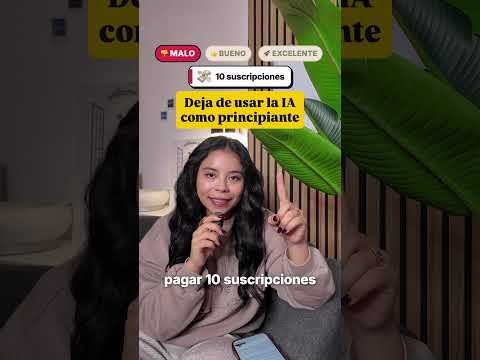 👎 MALO 👍 BUENO 🚀 EXCELENTE
💸 10 suscripciones
Deja de usar la IA
como principiante
pagar 10 suscripciones